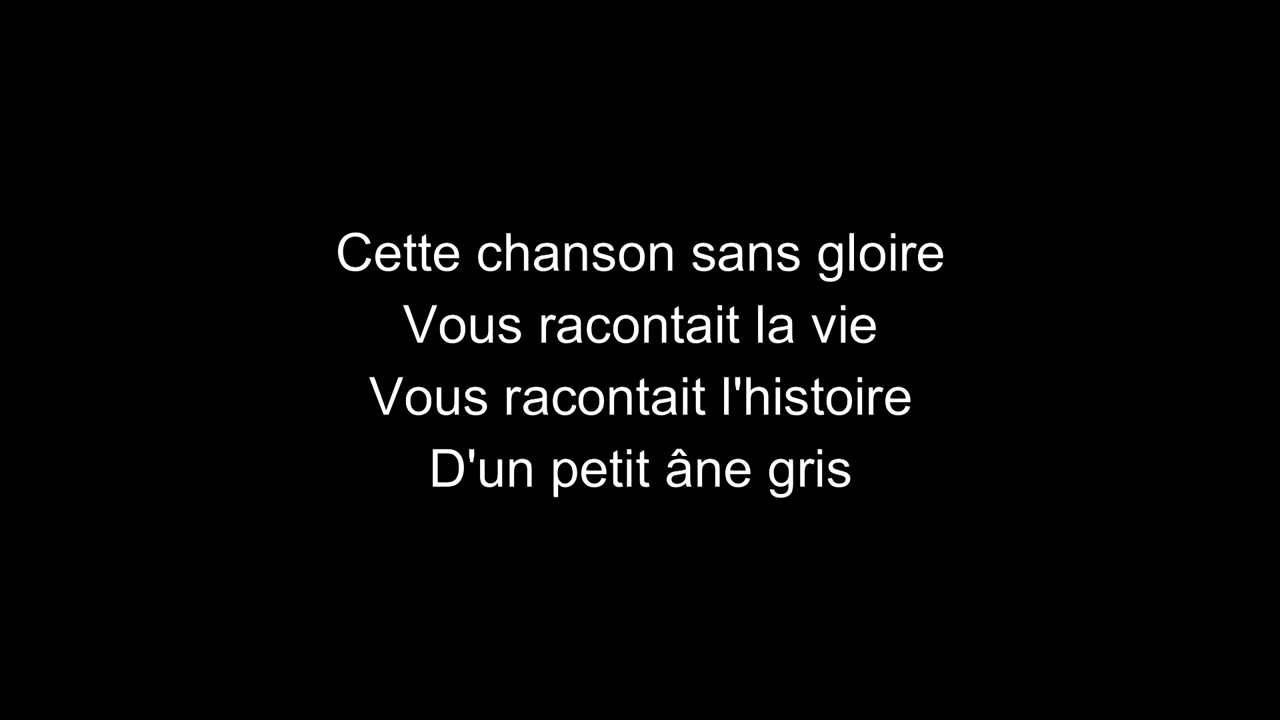 Cette chanson sans gloire
Vous racontait la vie
Vous racontait l'histoire
D'un petit âne gris